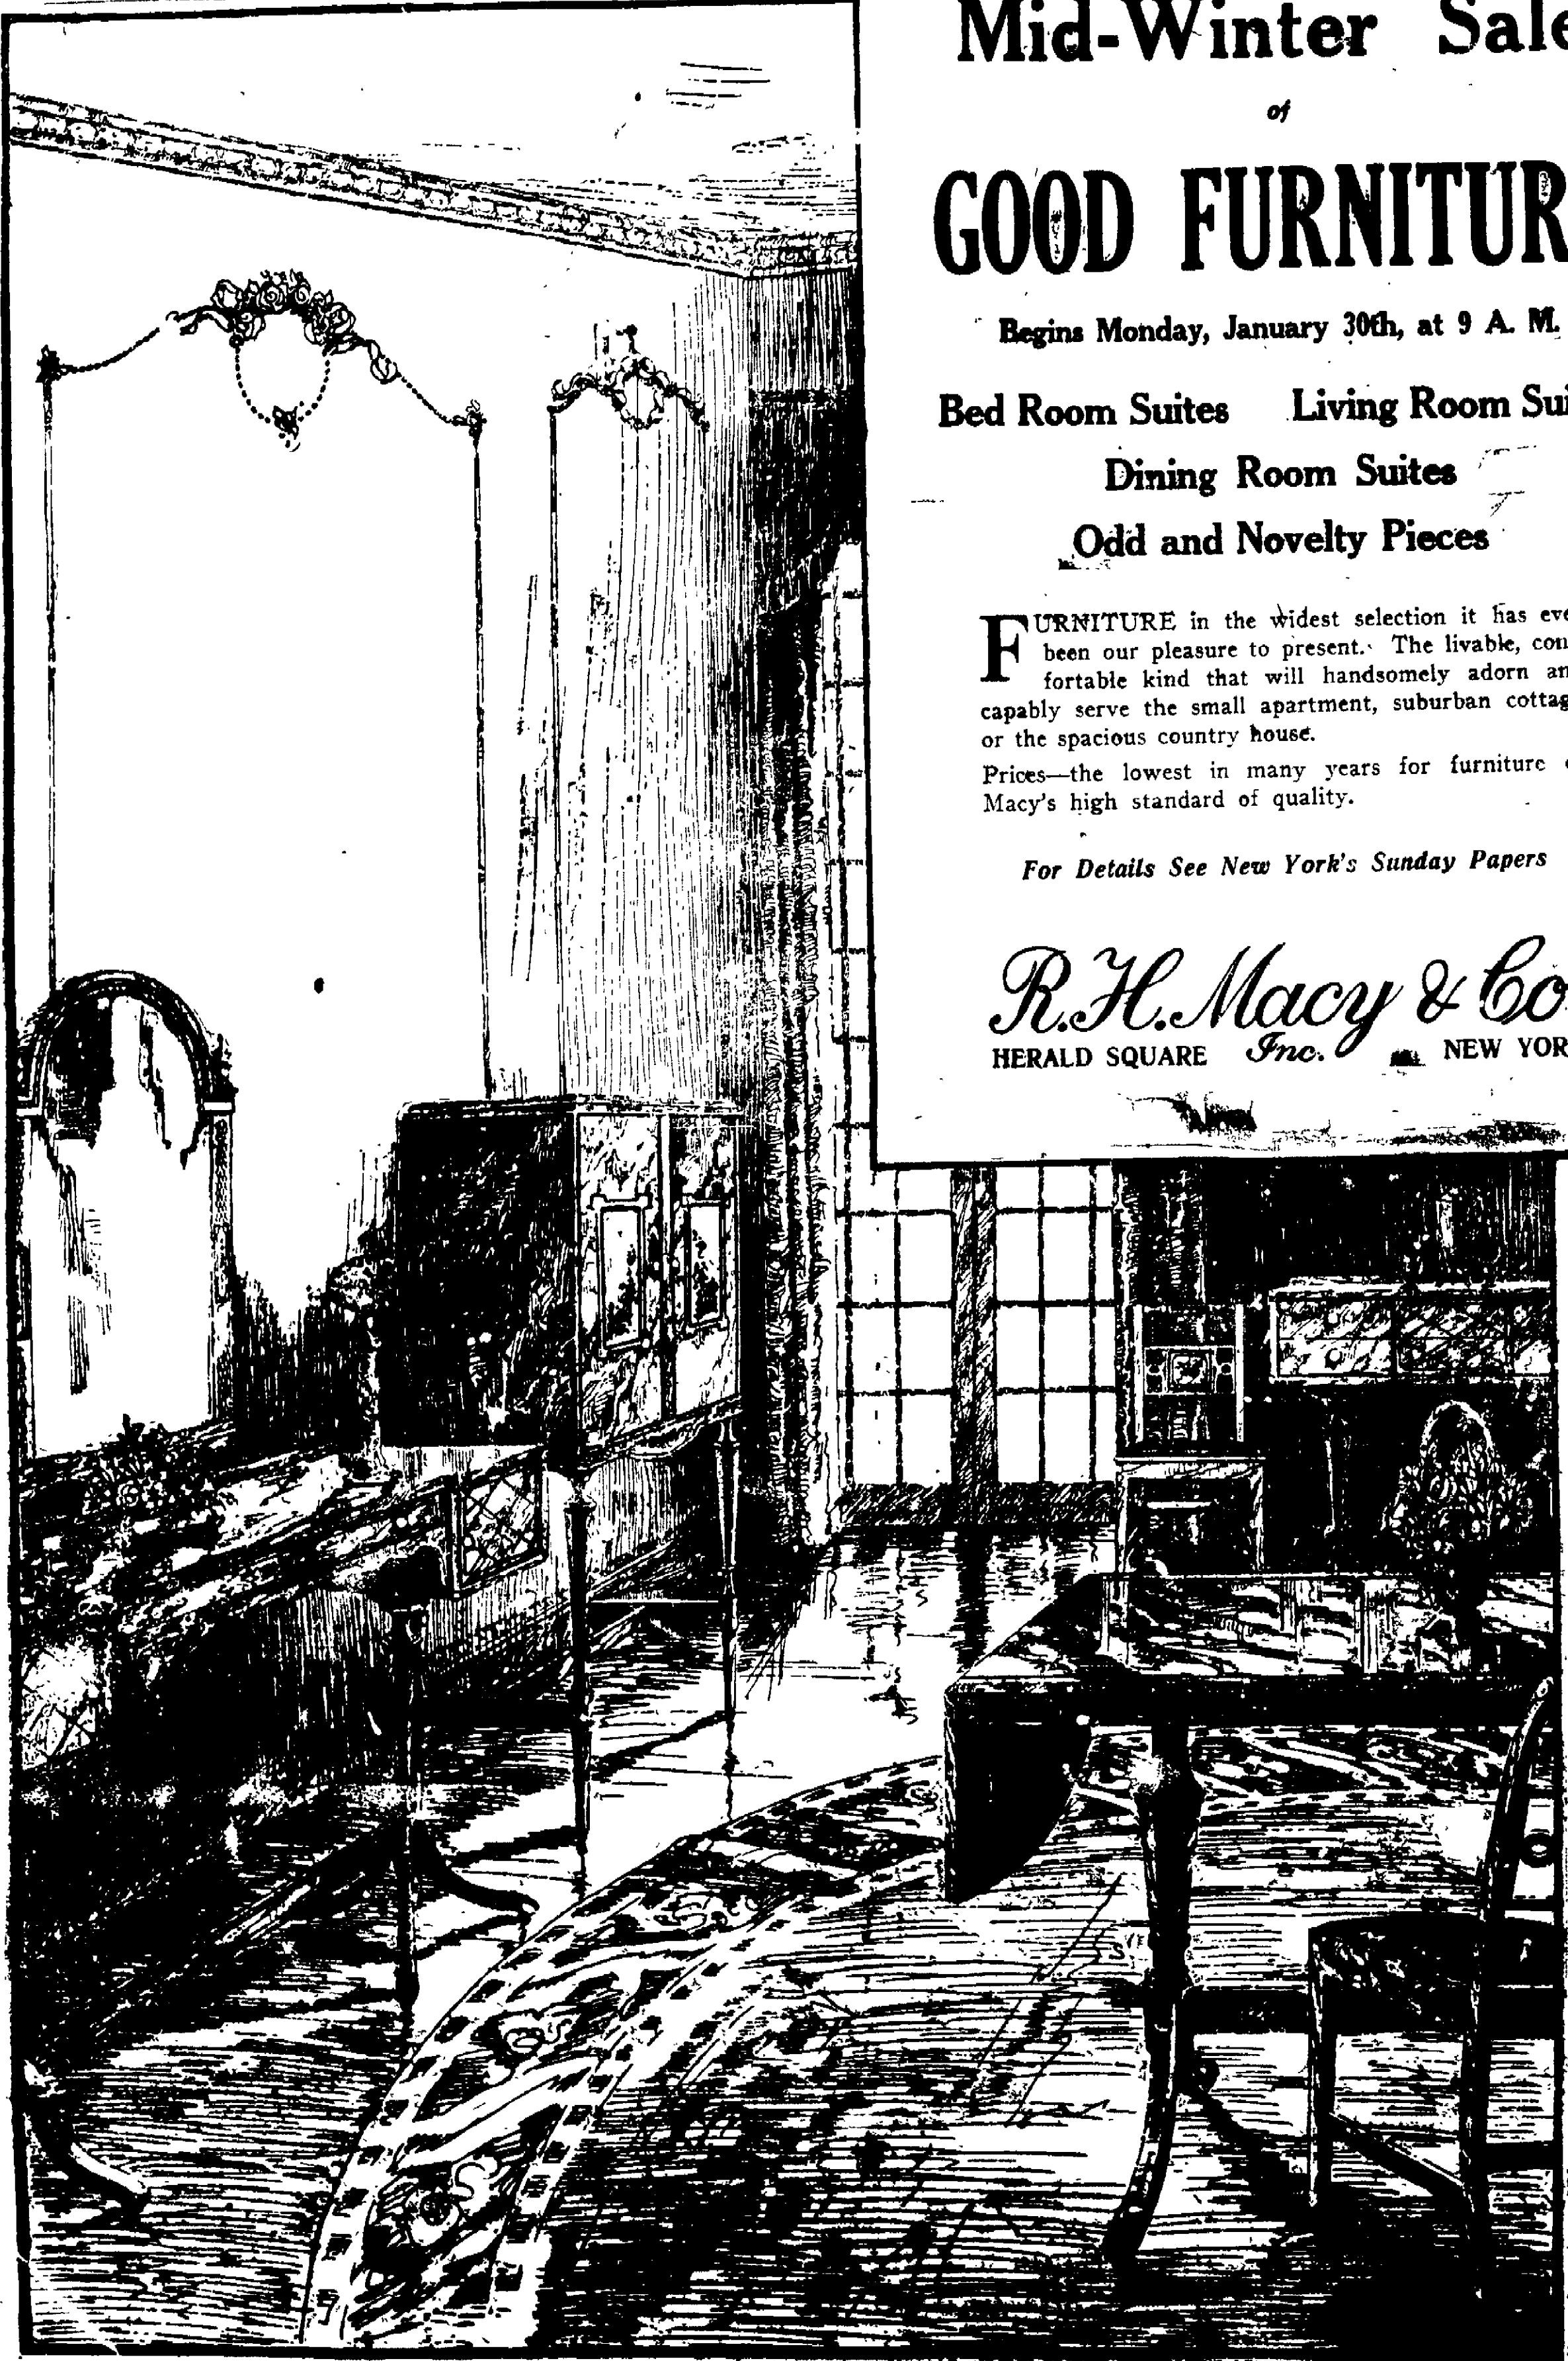 Mid-Winter Sale
of
GOOD FURNITUR
Begins Monday, January 30th, at 9 A. M.
Bed Room Suites Living Room Sui
Dining Room Suites
Odd and Novelty Pieces
FURNITURE in the widest selection it has eve
been our pleasure to present. The livable, com
fortable kind that will handsomely adorn an
capably serve the small apartment, suburban cottag
or the spacious country house.
Prices—the lowest in many years for furniture
Macy's high standard of quality.
For Details See New York's Sunday Papers
R. H. Macy & Co
HERALD SQUARE Inc. NEW YOR